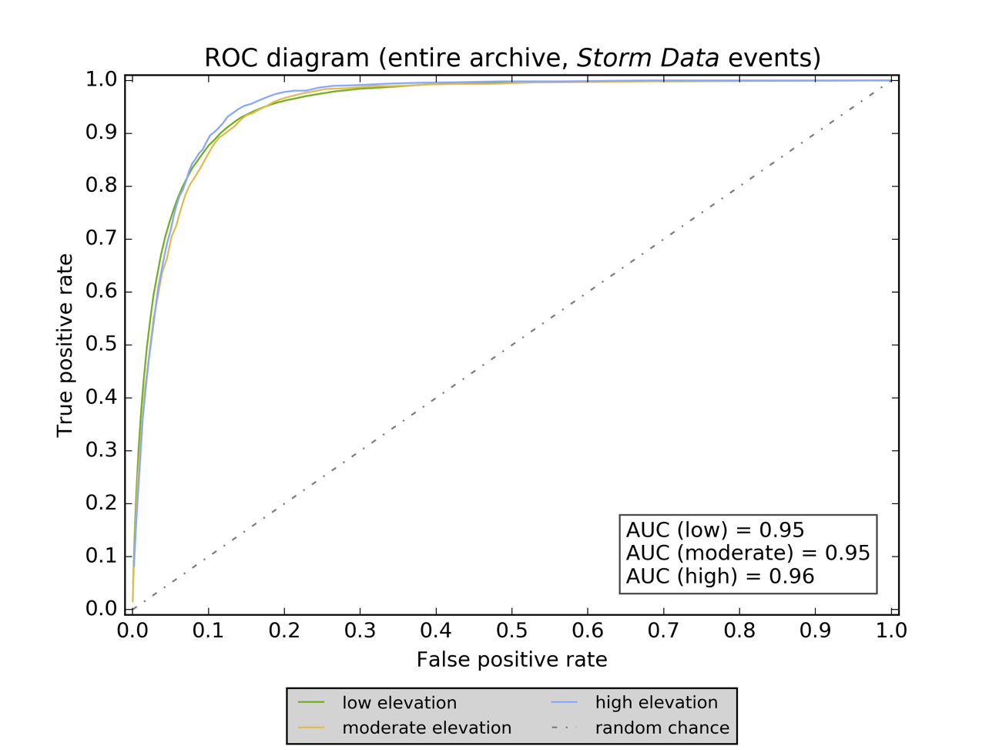 ROC diagram (entire archive, Storm Data events)
1.0
0.9
0.8
0.7
0.6
0.5
0.4
0.3
0.2
0.1
0.0
True positive rate
AUC (low) = 0.95
AUC (moderate) = 0.95
AUC (high) = 0.96
0.0 0.1 0.2 0.3 0.4 0.5 0.6 0.7 0.8 0.9 1.0
False positive rate
low elevation high elevation
moderate elevation random chance